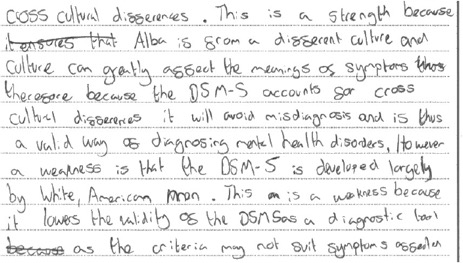 cross cultural differences. This is a strength because
it ensures that Alba is from a different culture and
culture can greatly affect the meanings of symptoms thus
therefore because the DSM-5 accounts for cross
cultural differences it will avoid misdiagnosis and is thus
a valid way of diagnosing mental health disorders, However
a weakness is that the DSM-5 is developed largely
by White, American men. This is a weakness because
it lowers the validity of the DSM5 as a diagnostic tool
because as the criteria may not suit symptoms